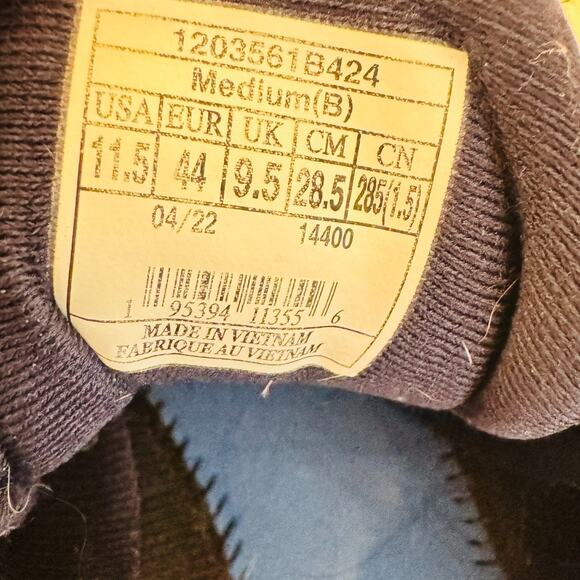 1203561B424
Medium(B)
USA EUR UK CM CN
11.5 44 9.5 28.5 285(1.5)
04/22 14400
1 95394 11355 6
MADE IN VIETNAM
FABRIQUE AU VIETNAM